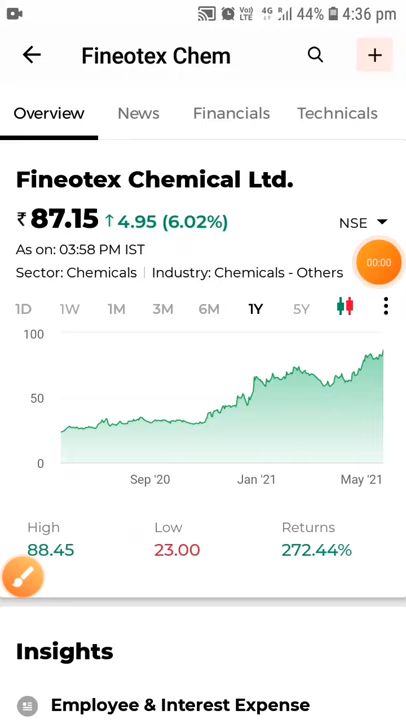 Vo)) LTE 4G R 44% 4:36 pm
Fineotex Chem
Overview News Financials Technicals
Fineotex Chemical Ltd.
₹ 87.15 ↑ 4.95 (6.02%)
NSE
As on: 03:58 PM IST
Sector: Chemicals | Industry: Chemicals - Others
00:00
1D 1W 1M 3M 6M 1Y 5Y
100
50
0
Sep '20 Jan '21 May '21
High Low Returns
88.45 23.00 272.44%
Insights
Employee & Interest Expense